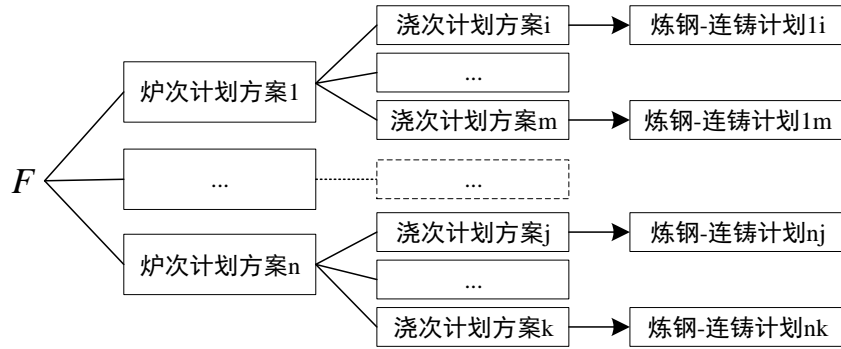 浇次计划方案i
炼钢-连铸计划1i
炉次计划方案1
...
浇次计划方案m
炼钢-连铸计划1m
F
...
...
浇次计划方案j
炼钢-连铸计划nj
炉次计划方案n
...
浇次计划方案k
炼钢-连铸计划nk